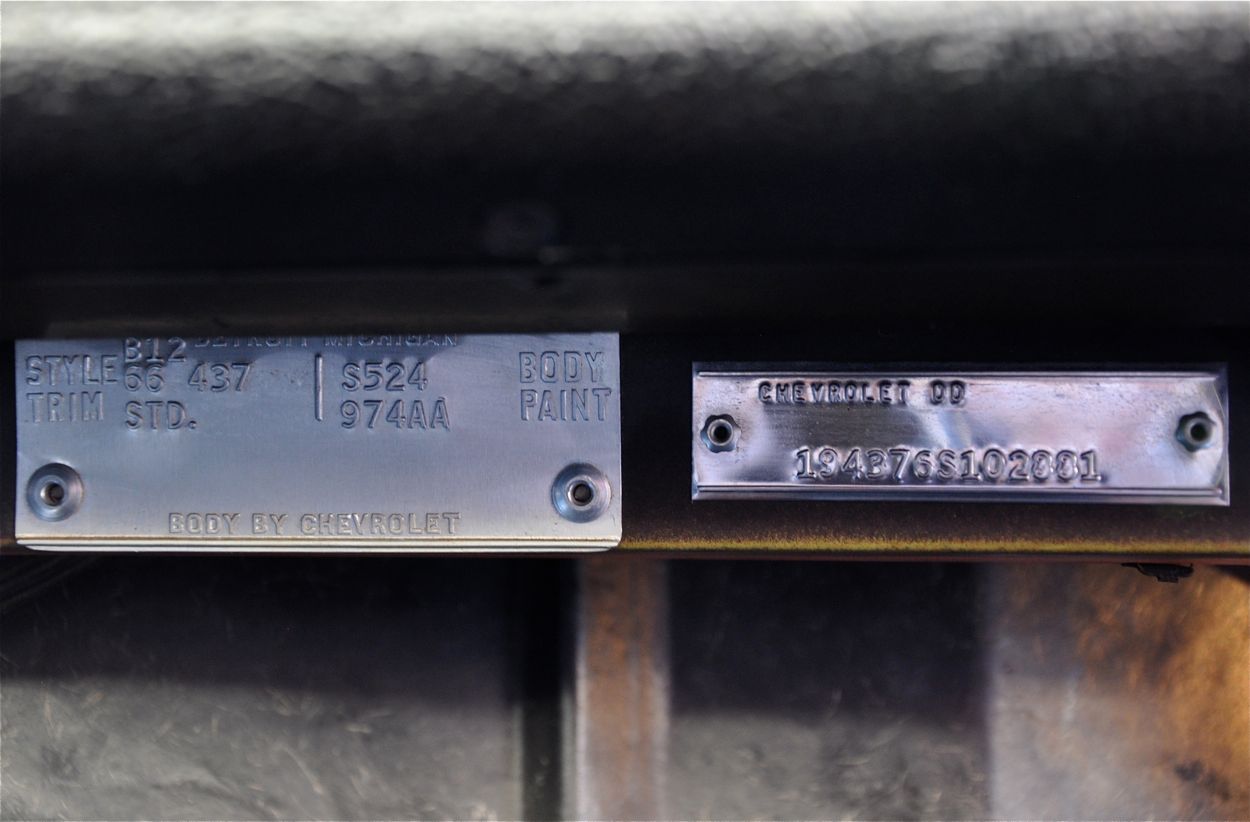 B12 DETROIT MICHIGAN
STYLE 66 437 | S524 BODY
TRIM STD. 974AA PAINT
BODY BY CHEVROLET
CHEVROLET DD
194376S102881